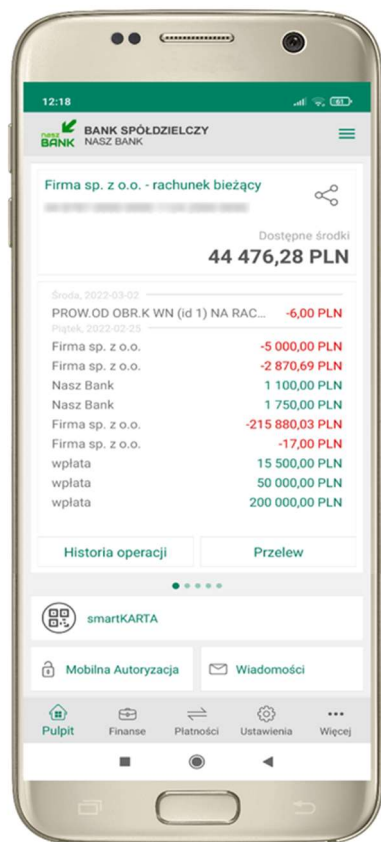 12:18
61
nasz
BANK
BANK SPÓŁDZIELCZY
NASZ BANK
Firma sp. z o.o. - rachunek bieżący
Dostępne środki
44 476,28 PLN
Środa, 2022-03-02
PROW.OD OBR.K WN (id 1) NA RAC... -6,00 PLN
Piątek, 2022-02-25
Firma sp. z o.o. -5 000,00 PLN
Firma sp. z o.o. -2 870,69 PLN
Nasz Bank 1 100,00 PLN
Nasz Bank 1 750,00 PLN
Firma sp. z o.o. -215 880,03 PLN
Firma sp. z o.o. -17,00 PLN
wpłata 15 500,00 PLN
wpłata 50 000,00 PLN
wpłata 200 000,00 PLN
Historia operacji Przelew
smartKARTA
Mobilna Autoryzacja Wiadomości
Pulpit Finanse Płatności Ustawienia Więcej